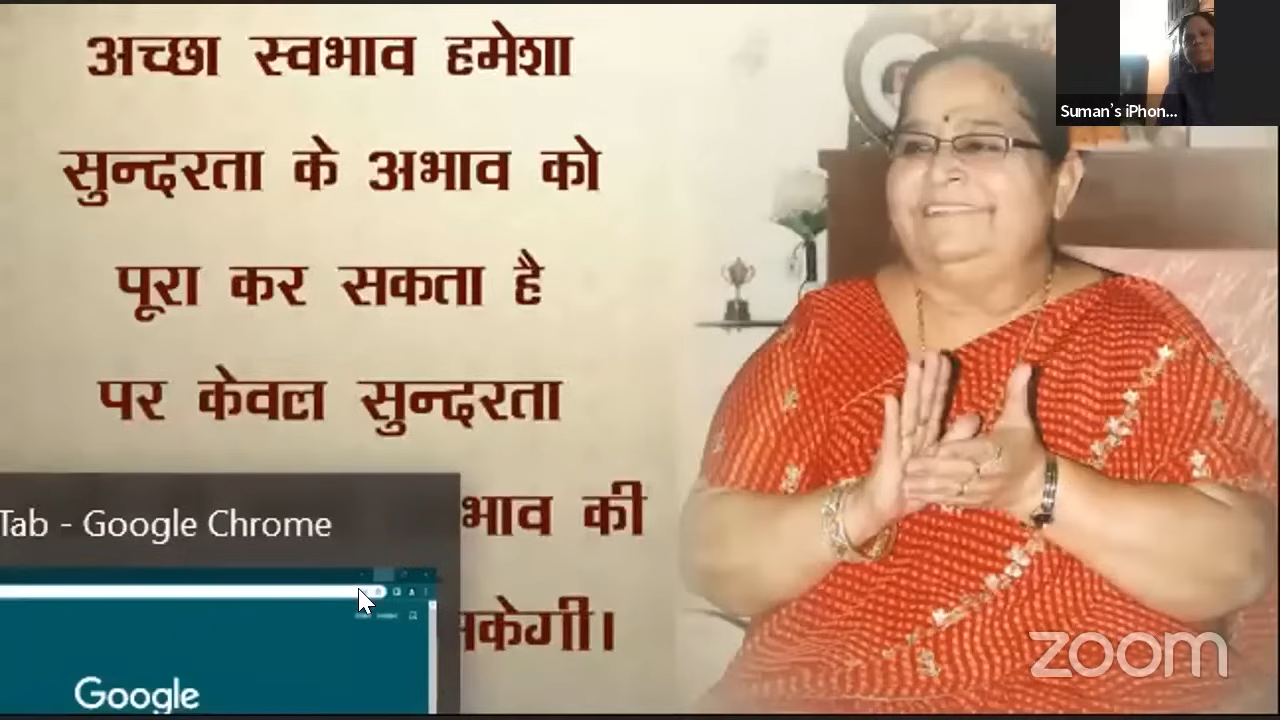 अच्छा स्वभाव हमेशा
सुन्दरता के अभाव को
पूरा कर सकता है
पर केवल सुन्दरता
भाव की
सकेगी।
Suman's iPhon...
Tab - Google Chrome
Google
zoom